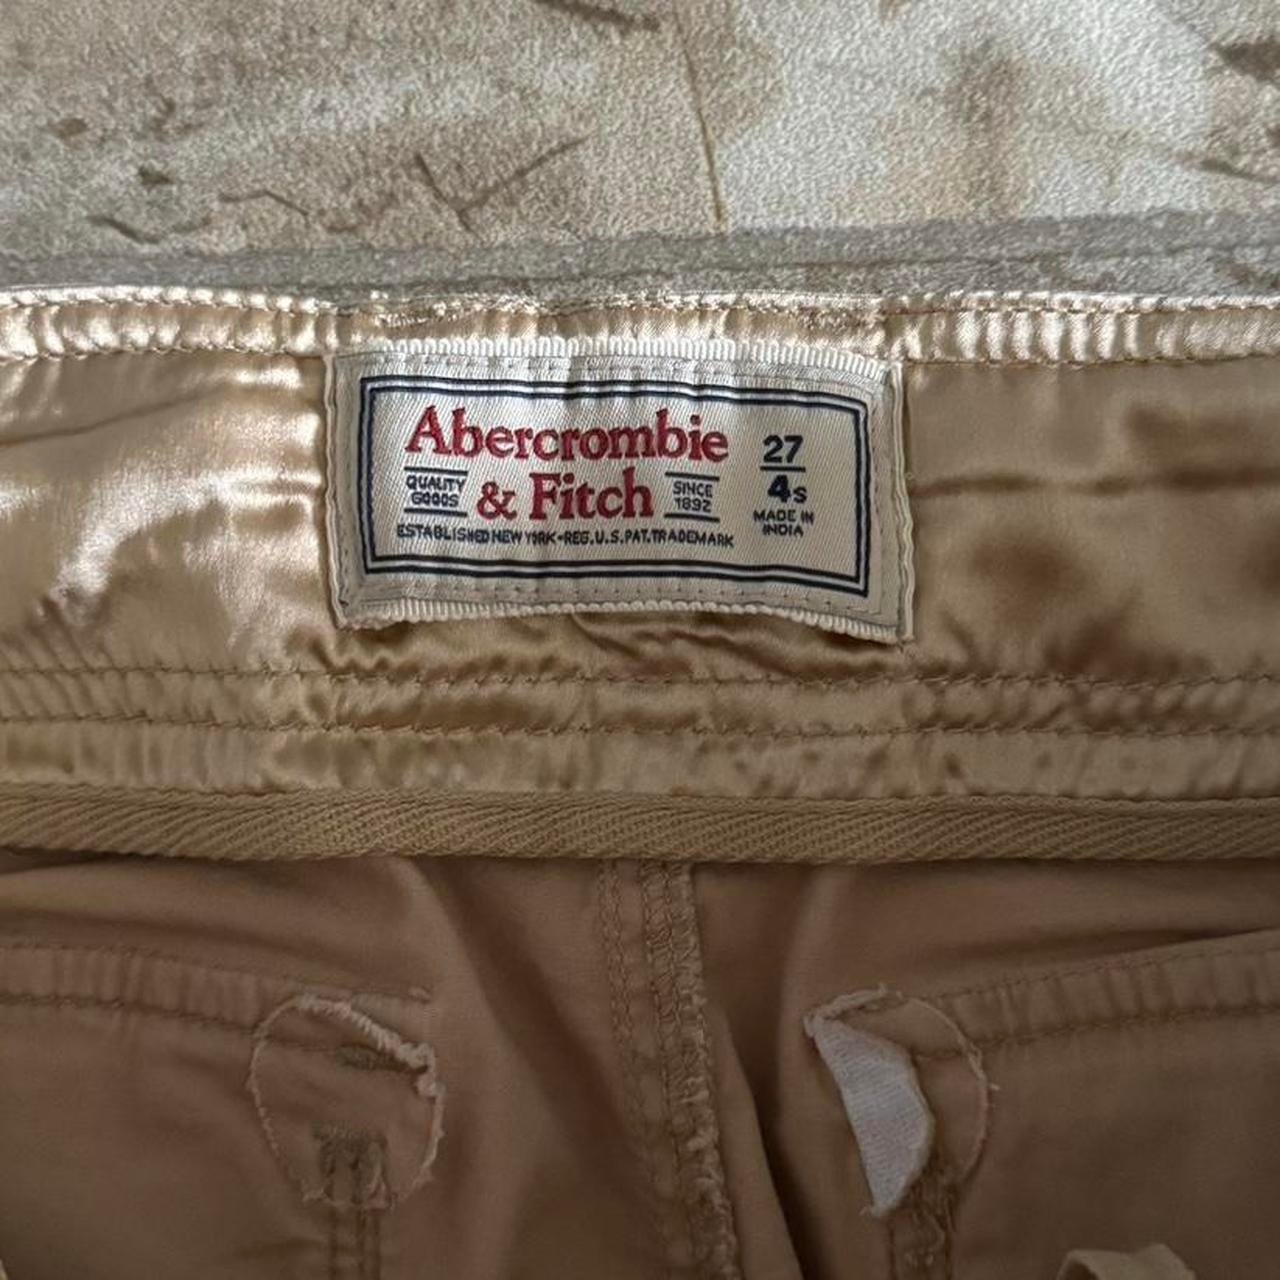 Abercrombie
& Fitch
QUALITY
GOODS
SINCE
1892
ESTABLISHED NEW YORK-REG.U.S.PAT.TRADEMARK
27
4s
MADE IN
INDIA